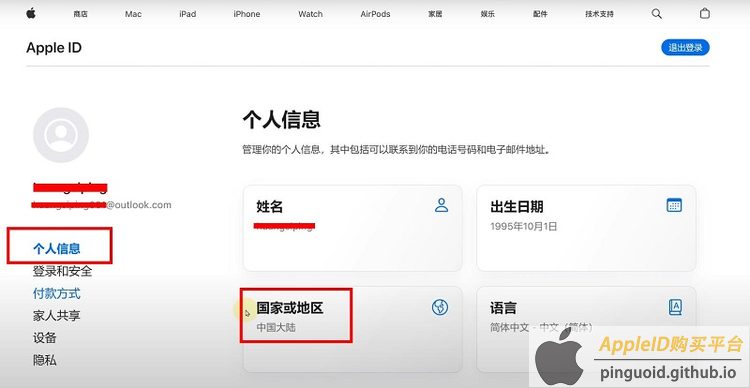 商店 Mac iPad iPhone Watch AirPods 家居 娱乐 配件 技术支持
Apple ID
退出登录
@outlook.com
个人信息
登录和安全
付款方式
家人共享
设备
隐私
个人信息
管理你的个人信息，其中包括可以联系到你的电话号码和电子邮件地址。
姓名
出生日期
1995年10月1日
国家或地区
中国大陆
语言
简体中文 - 中文（简体）
AppleID购买平台
pinguoid.github.io